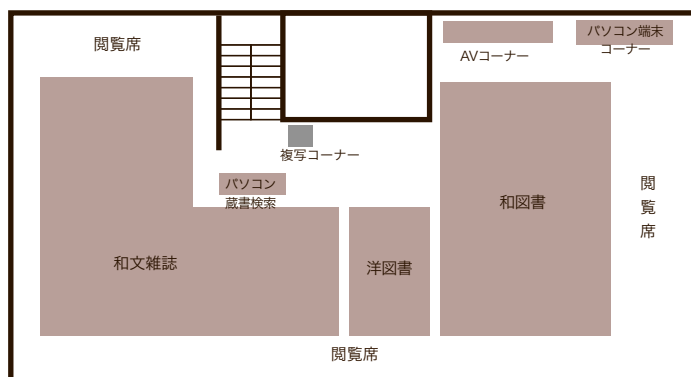 閲覧席
AVコーナー
パソコン端末
コーナー
複写コーナー
パソコン
蔵書検索
閲覧席
和図書
和文雑誌
洋図書
閲覧席